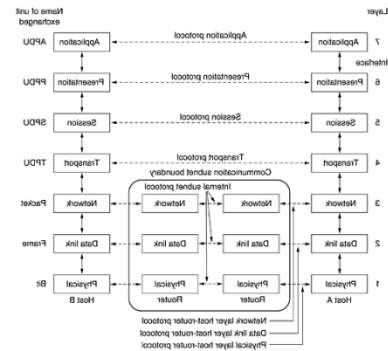 Layer
Name of unit exchanged
7
Application
Application protocol
Application
APDU
Interface
6
Presentation
Presentation protocol
Presentation
PPDU
5
Session
Session protocol
Session
SPDU
4
Transport
Transport protocol
Transport
TPDU
Communication subnet boundary
Internal subnet protocol
3
Network
Network
Network
Network
Packet
2
Data link
Data link
Data link
Data link
Frame
1
Physical
Physical
Physical
Physical
Bit
Host A
Router
Router
Host B
Network layer host-router protocol
Data link layer host-router protocol
Physical layer host-router protocol